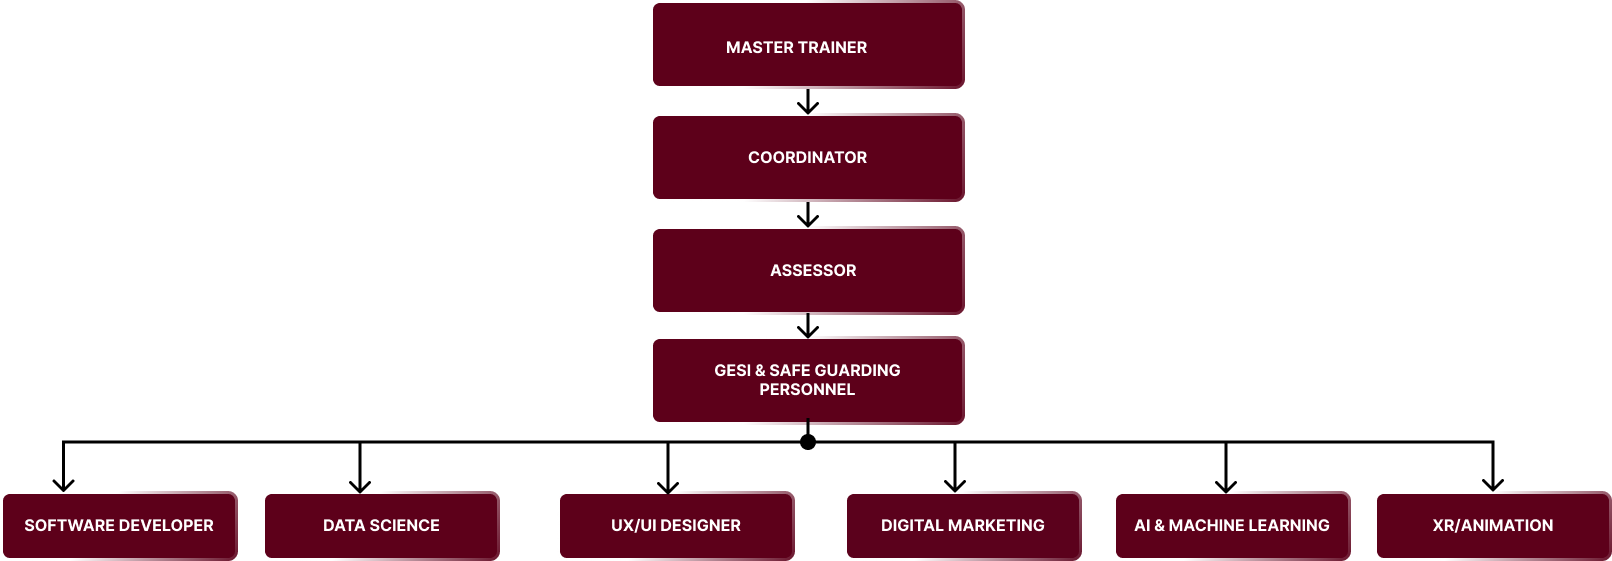 MASTER TRAINER
COORDINATOR
ASSESSOR
GESI & SAFE GUARDING
PERSONNEL
SOFTWARE DEVELOPER
DATA SCIENCE
UX/UI DESIGNER
DIGITAL MARKETING
AI & MACHINE LEARNING
XR/ANIMATION